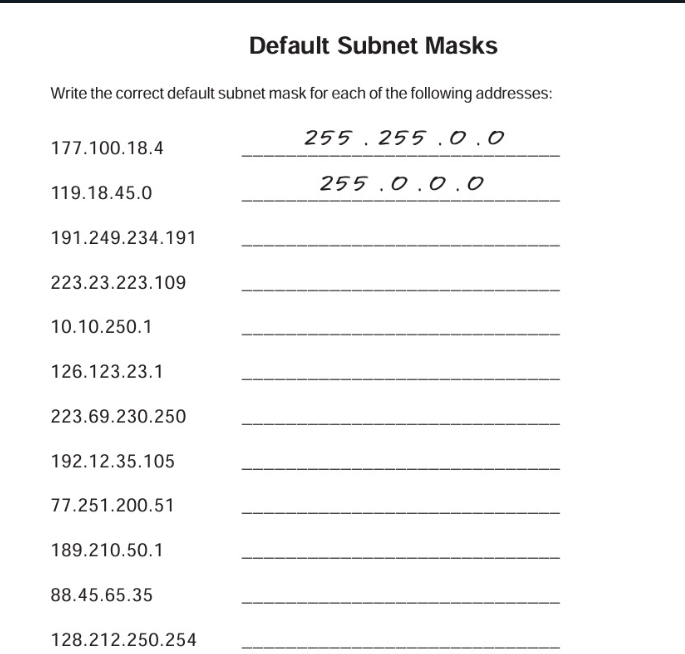 Default Subnet Masks
Write the correct default subnet mask for each of the following addresses:
177.100.18.4 255 . 255 . 0 . 0
119.18.45.0 255 . 0 . 0 . 0
191.249.234.191
223.23.223.109
10.10.250.1
126.123.23.1
223.69.230.250
192.12.35.105
77.251.200.51
189.210.50.1
88.45.65.35
128.212.250.254